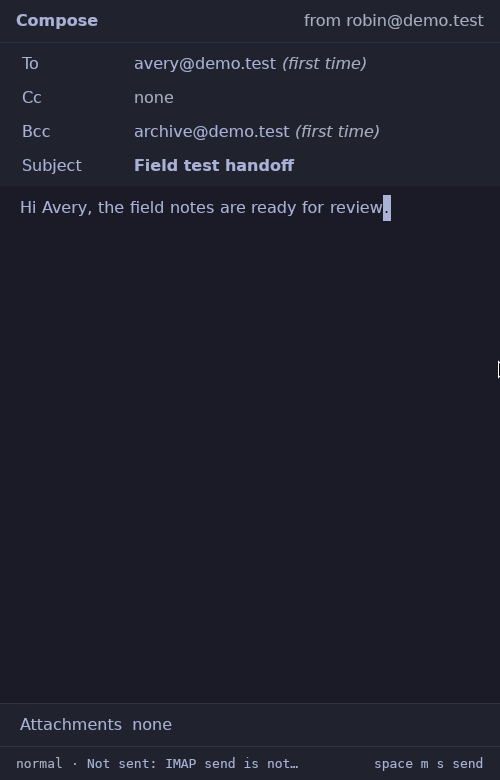 Compose from robin@demo.test
To avery@demo.test (first time)
Cc none
Bcc archive@demo.test (first time)
Subject Field test handoff
Hi Avery, the field notes are ready for review.
Attachments none
normal · Not sent: IMAP send is not… space m s send